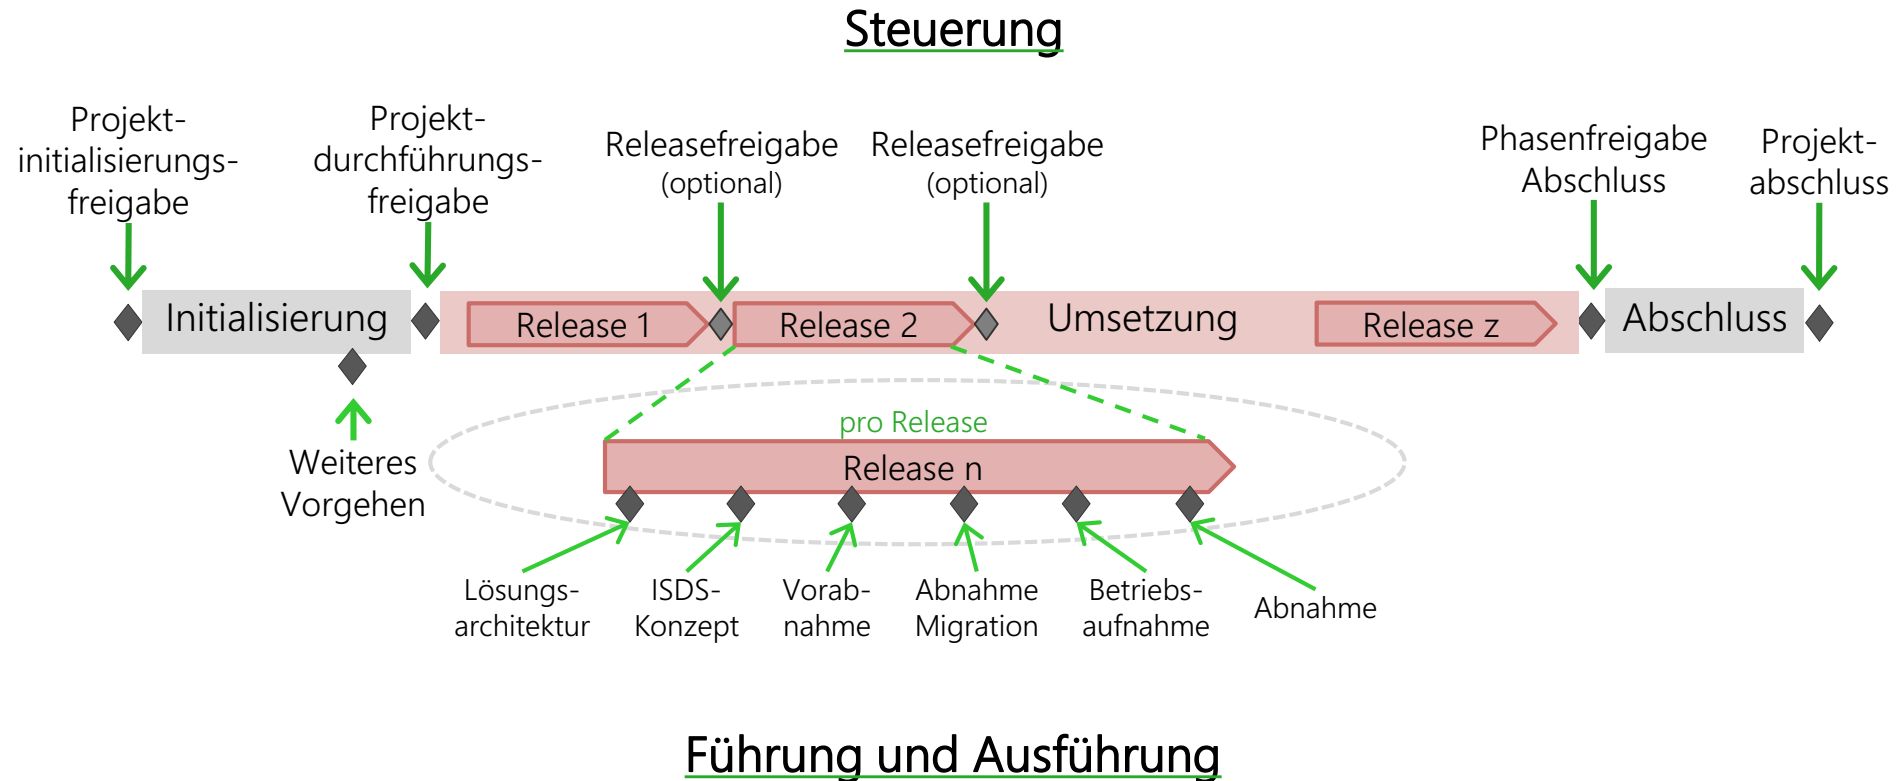 Steuerung
Projekt-
initialisierungs-
freigabe
Projekt-
durchführungs-
freigabe
Releasefreigabe
(optional)
Releasefreigabe
(optional)
Phasenfreigabe
Abschluss
Projekt-
abschluss
Initialisierung
Release 1
Release 2
Umsetzung
Release z
Abschluss
Weiteres
Vorgehen
pro Release
Release n
Lösungs-
architektur
ISDS-
Konzept
Vorab-
nahme
Abnahme
Migration
Betriebs-
aufnahme
Abnahme
Führung und Ausführung